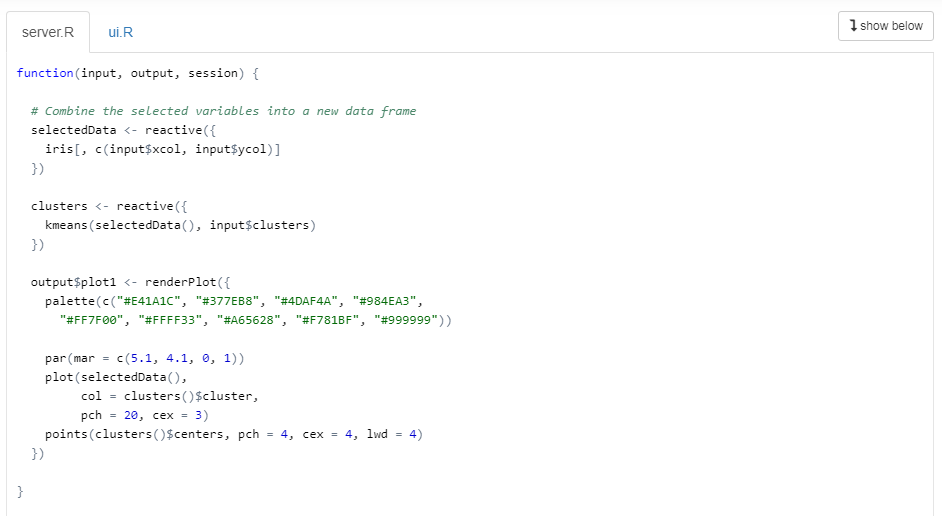 server.R ui.R show below
function(input, output, session) {
# Combine the selected variables into a new data frame
selectedData <- reactive({
iris[, c(input$xcol, input$ycol)]
})
clusters <- reactive({
kmeans(selectedData(), input$clusters)
})
output$plot1 <- renderPlot({
palette(c("#E41A1C", "#377EB8", "#4DAF4A", "#984EA3",
"#FF7F00", "#FFFF33", "#A65628", "#F781BF", "#999999"))
par(mar = c(5.1, 4.1, 0, 1))
plot(selectedData(),
col = clusters()$cluster,
pch = 20, cex = 3)
points(clusters()$centers, pch = 4, cex = 4, lwd = 4)
})
}